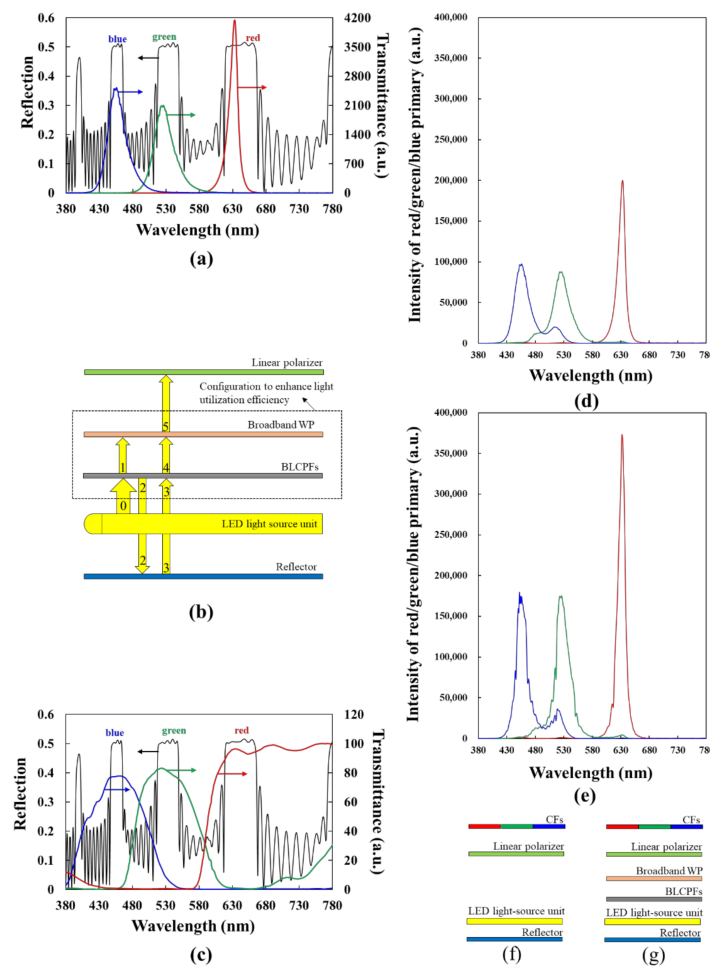 Reflection
0.6
0.5
0.4
0.3
0.2
0.1
0
blue
green
red
4200
3500
2800
2100
1400
700
0
Transmittance (a.u.)
380 430 480 530 580 630 680 730 780
Wavelength (nm)
(a)
Linear polarizer
Configuration to enhance light
utilization efficiency
5
Broadband WP
1
4
BLCPFs
2
3
0
LED light source unit
2
3
Reflector
(b)
Reflection
0.6
0.5
0.4
0.3
0.2
0.1
0
blue
green
red
120
100
80
60
40
20
0
Transmittance (a.u.)
380 430 480 530 580 630 680 730 780
Wavelength (nm)
(c)
Intensity of red/green/blue primary (a.u.)
400,000
350,000
300,000
250,000
200,000
150,000
100,000
50,000
0
380 430 480 530 580 630 680 730 78
Wavelength (nm)
(d)
Intensity of red/green/blue primary (a.u.)
400,000
350,000
300,000
250,000
200,000
150,000
100,000
50,000
0
380 430 480 530 580 630 680 730 78
Wavelength (nm)
(e)
CFs
Linear polarizer
LED light-source unit
Reflector
(f)
CFs
Linear polarizer
Broadband WP
BLCPFs
LED light-source unit
Reflector
(g)